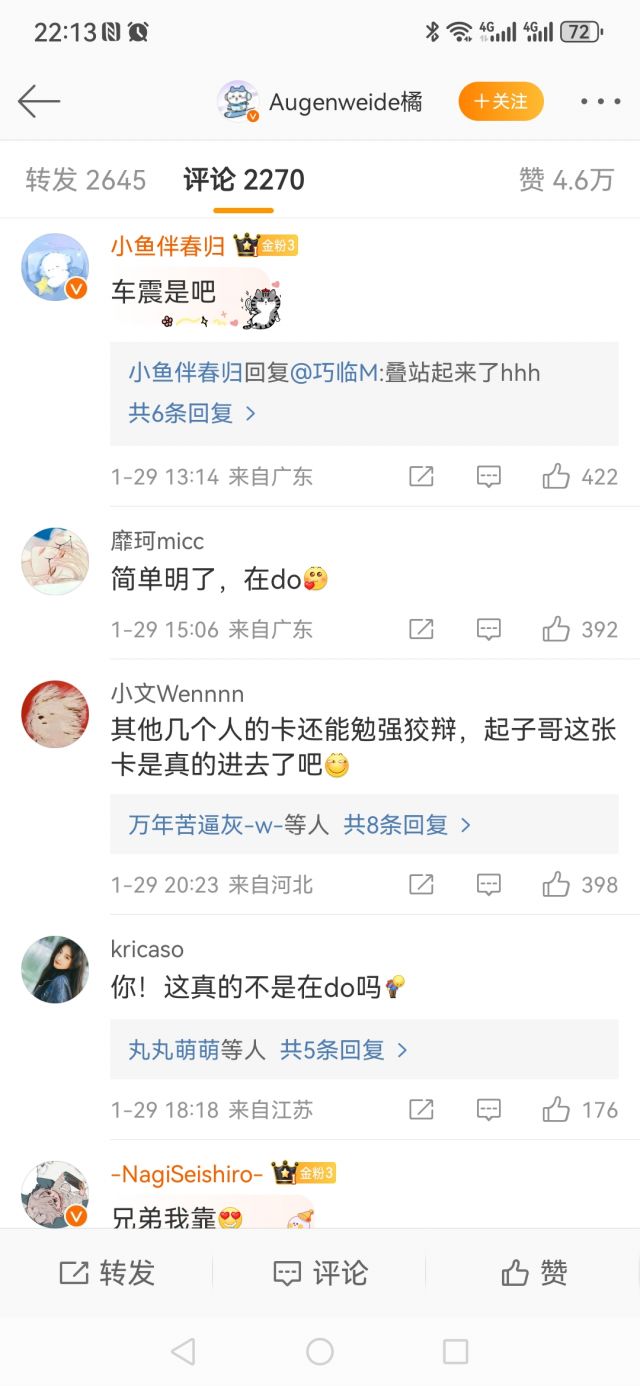 22:13
4G 4G 72
Augenweide橘 +关注
转发 2645 评论 2270 赞 4.6万
小鱼伴春归 金粉3
车震是吧
小鱼伴春归回复@巧临M:叠站起来了hhh
共6条回复 >
1-29 13:14 来自广东 422
靡珂micc
简单明了，在do
1-29 15:06 来自广东 392
小文Wennnn
其他几个人的卡还能勉强狡辩，起子哥这张
卡是真的进去了吧
万年苦逼灰-w-等人 共8条回复 >
1-29 20:23 来自河北 398
kricaso
你！这真的不是在do吗
丸丸萌萌等人 共5条回复 >
1-29 18:18 来自江苏 176
-NagiSeishiro- 金粉3
兄弟我靠
转发 评论 赞